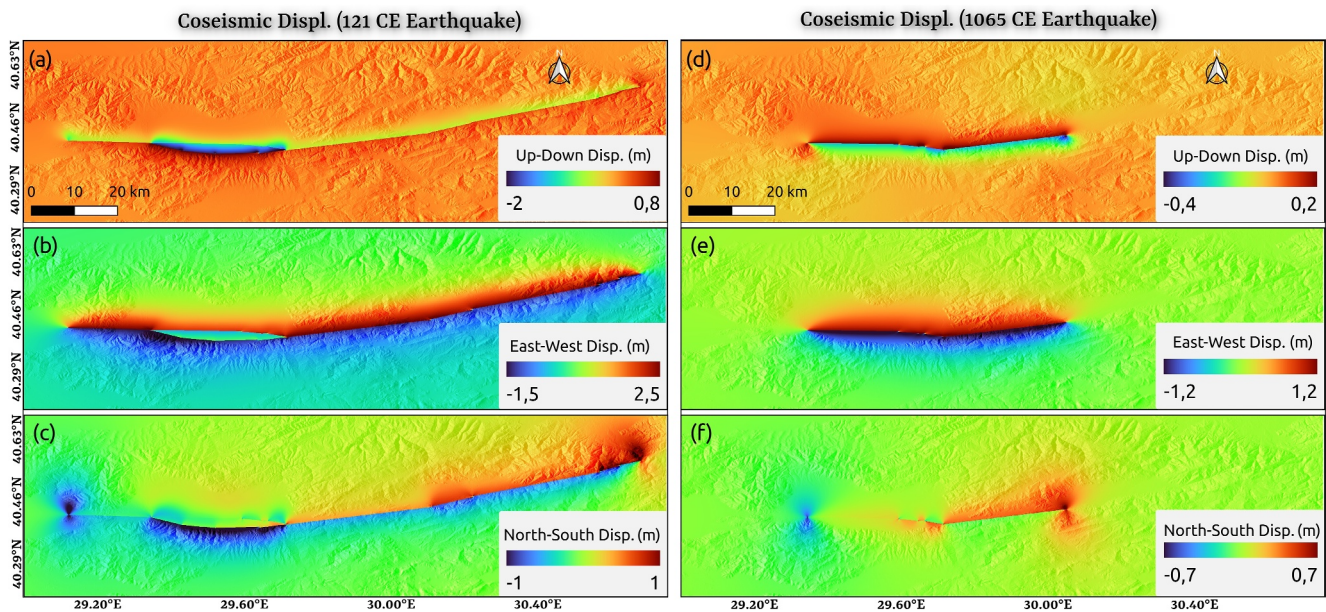 Coseismic Displ. (121 CE Earthquake)
Coseismic Displ. (1065 CE Earthquake)
(a)
N
40.63°N
40.46°N
40.29°N
0 10 20 km
Up-Down Disp. (m)
-2 0,8
(d)
N
0 10 20 km
Up-Down Disp. (m)
-0,4 0,2
(b)
40.63°N
40.46°N
40.29°N
East-West Disp. (m)
-1,5 2,5
(e)
East-West Disp. (m)
-1,2 1,2
(c)
40.63°N
40.46°N
40.29°N
North-South Disp. (m)
-1 1
(f)
North-South Disp. (m)
-0,7 0,7
29.20°E 29.60°E 30.00°E 30.40°E
29.20°E 29.60°E 30.00°E 30.40°E